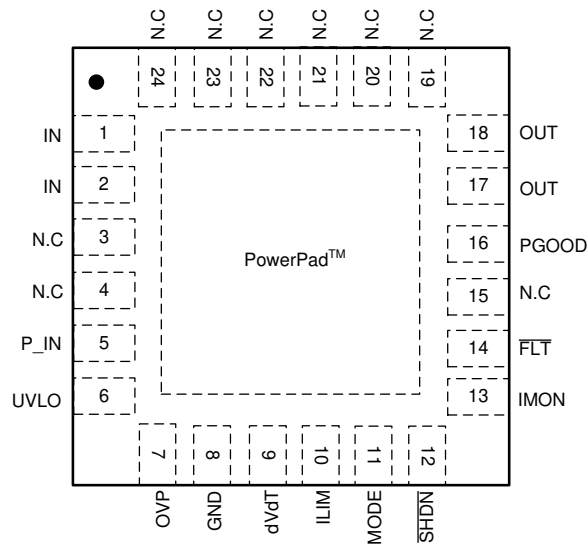 N.C N.C N.C N.C N.C N.C
24 23 22 21 20 19
IN 1 18 OUT
IN 2 17 OUT
N.C 3 16 PGOOD
N.C 4 15 N.C
PowerPad™
P_IN 5 14 FLT
UVLO 6 13 IMON
7 8 9 10 11 12
OVP GND dVdT ILIM MODE SHDN